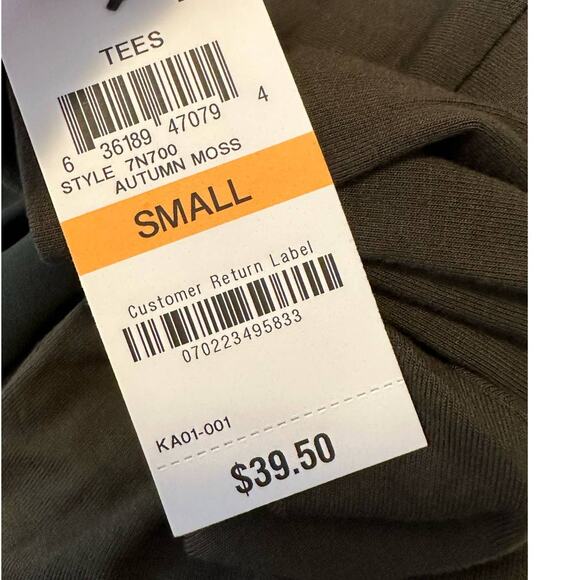 TEES
6 36189 47079 4
STYLE 7N700
AUTUMN MOSS
SMALL
Customer Return Label
070223495833
KA01-001
$39.50